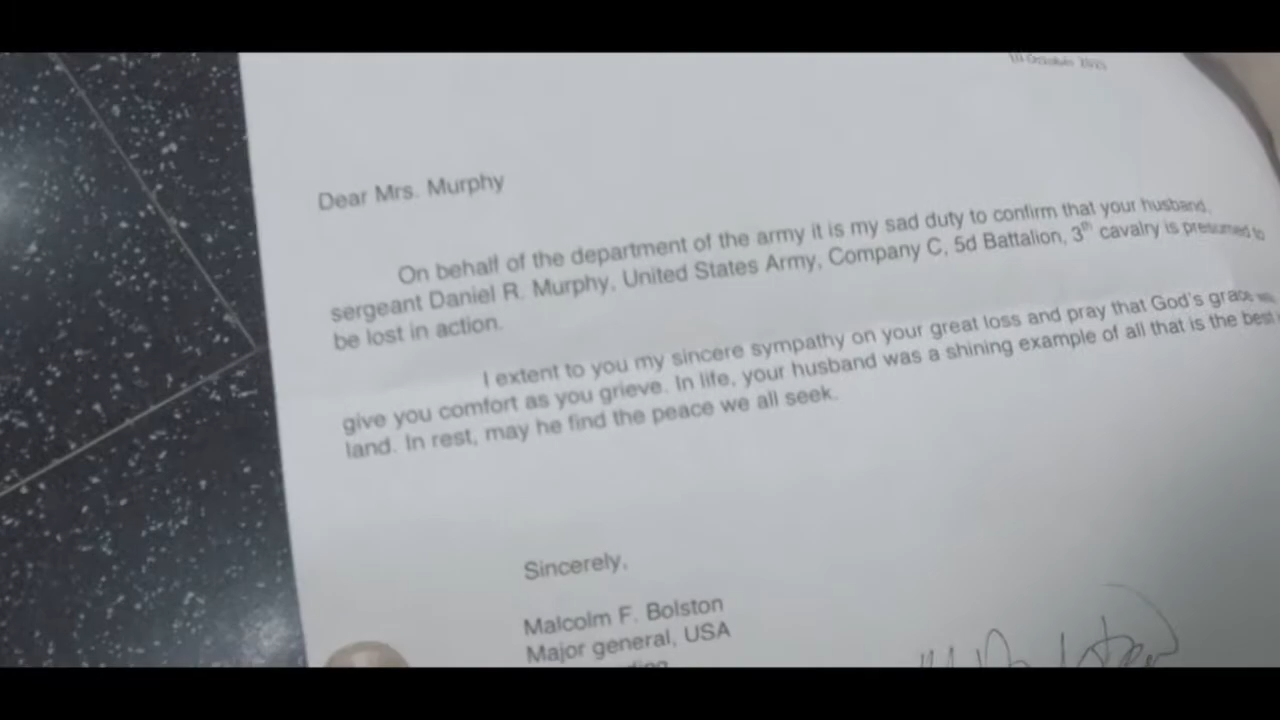 10 October
Dear Mrs. Murphy
On behalf of the department of the army it is my sad duty to confirm that your husband,
sergeant Daniel R. Murphy, United States Army, Company C, 5d Battalion, 3th cavalry is presumed to
be lost in action.
I extent to you my sincere sympathy on your great loss and pray that God's grace
give you comfort as you grieve. In life, your husband was a shining example of all that is the best
land. In rest, may he find the peace we all seek.
Sincerely,
Malcolm F. Bolston
Major general, USA